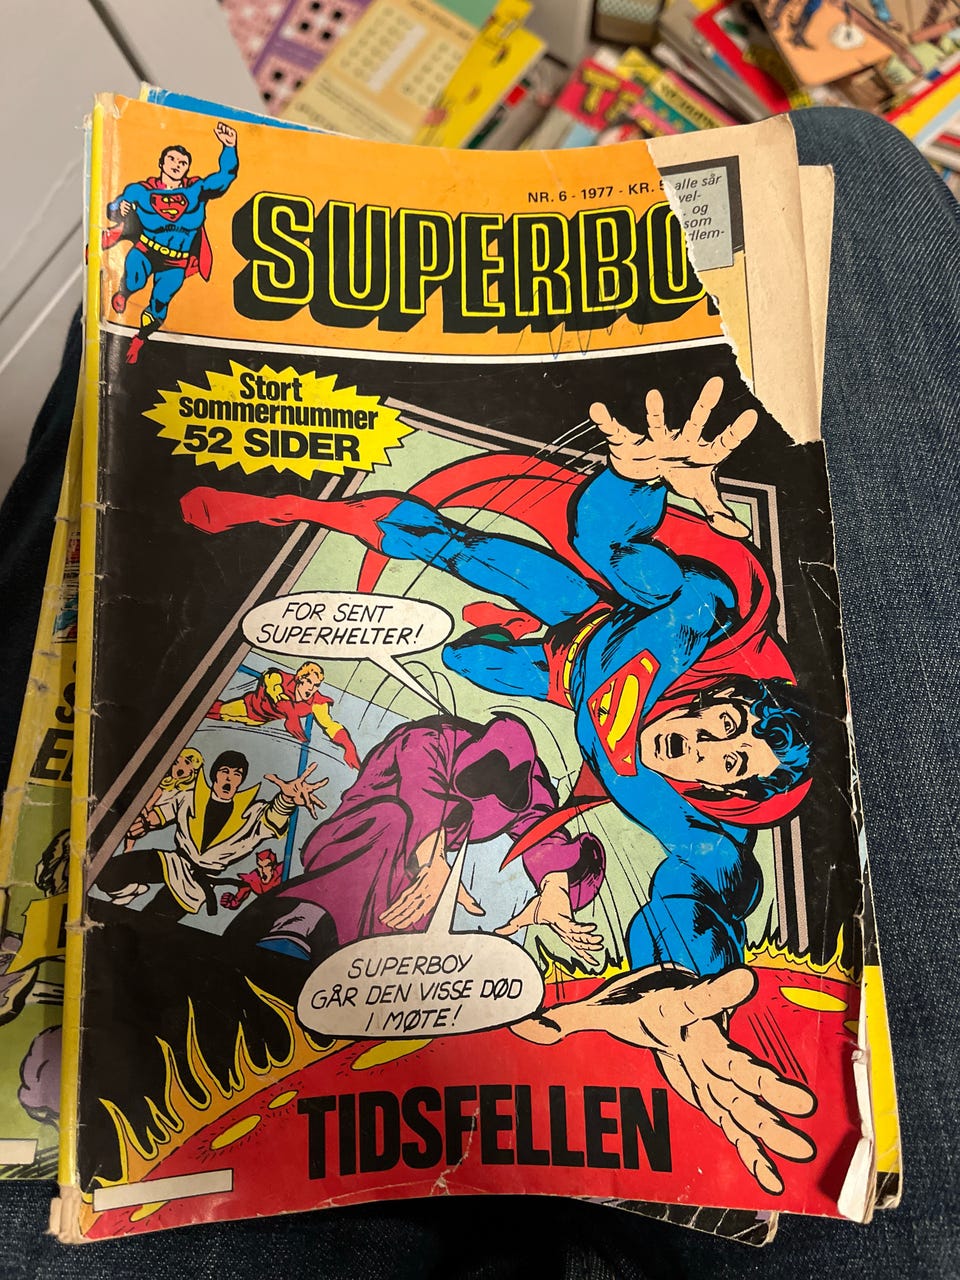 NR. 6 - 1977 - KR.
alle sår
vel-
og
som
dlem-
SUPERBO
Stort
sommernummer
52 SIDER
FOR SENT
SUPERHELTER!
SUPERBOY
GÅR DEN VISSE DØD
I MØTE!
TIDSFELLEN